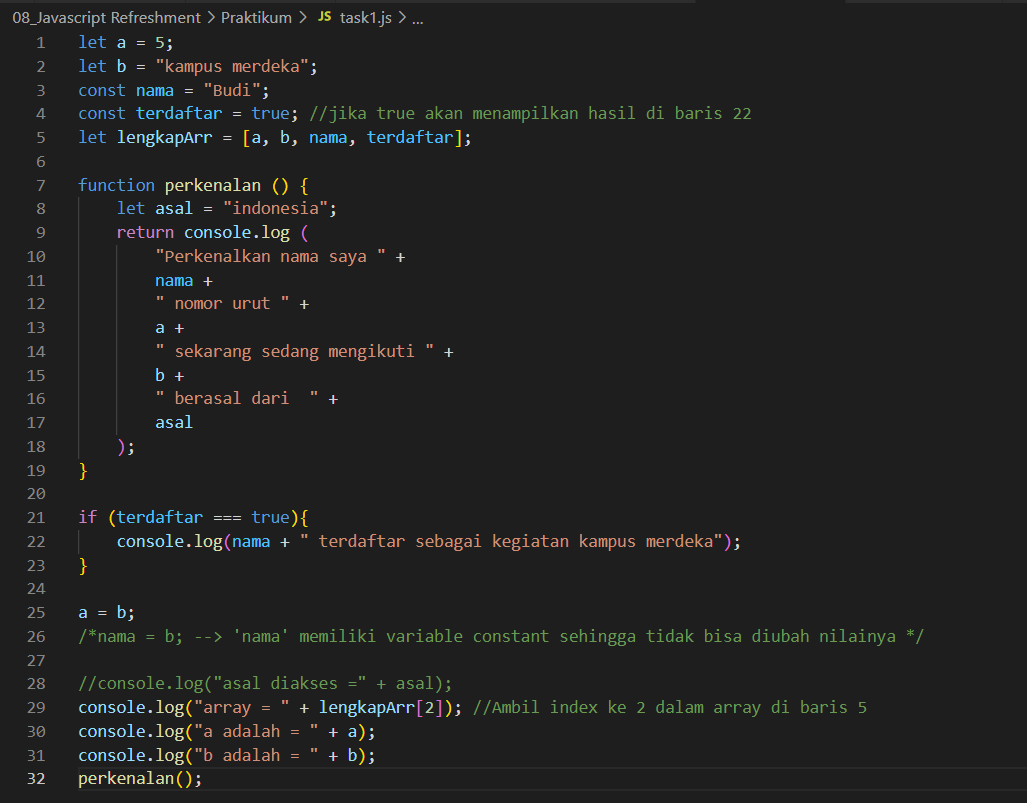 08_Javascript Refreshment > Praktikum > JS task1.js > ...
1 let a = 5;
2 let b = "kampus merdeka";
3 const nama = "Budi";
4 const terdaftar = true; //jika true akan menampilkan hasil di baris 22
5 let lengkapArr = [a, b, nama, terdaftar];
6
7 function perkenalan () {
8     let asal = "indonesia";
9     return console.log (
10         "Perkenalkan nama saya " +
11         nama +
12         " nomor urut " +
13         a +
14         " sekarang sedang mengikuti " +
15         b +
16         " berasal dari  " +
17         asal
18     );
19 }
20
21 if (terdaftar === true){
22     console.log(nama + " terdaftar sebagai kegiatan kampus merdeka");
23 }
24
25 a = b;
26 /*nama = b; --> 'nama' memiliki variable constant sehingga tidak bisa diubah nilainya */
27
28 //console.log("asal diakses =" + asal);
29 console.log("array = " + lengkapArr[2]); //Ambil index ke 2 dalam array di baris 5
30 console.log("a adalah = " + a);
31 console.log("b adalah = " + b);
32 perkenalan();